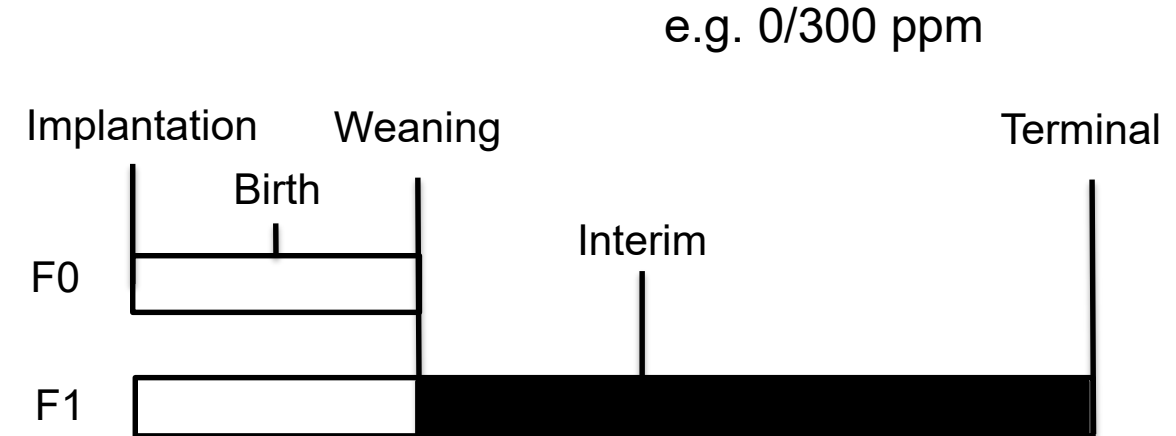 e.g. 0/300 ppm
Implantation
Weaning
Terminal
Birth
Interim
F0
F1